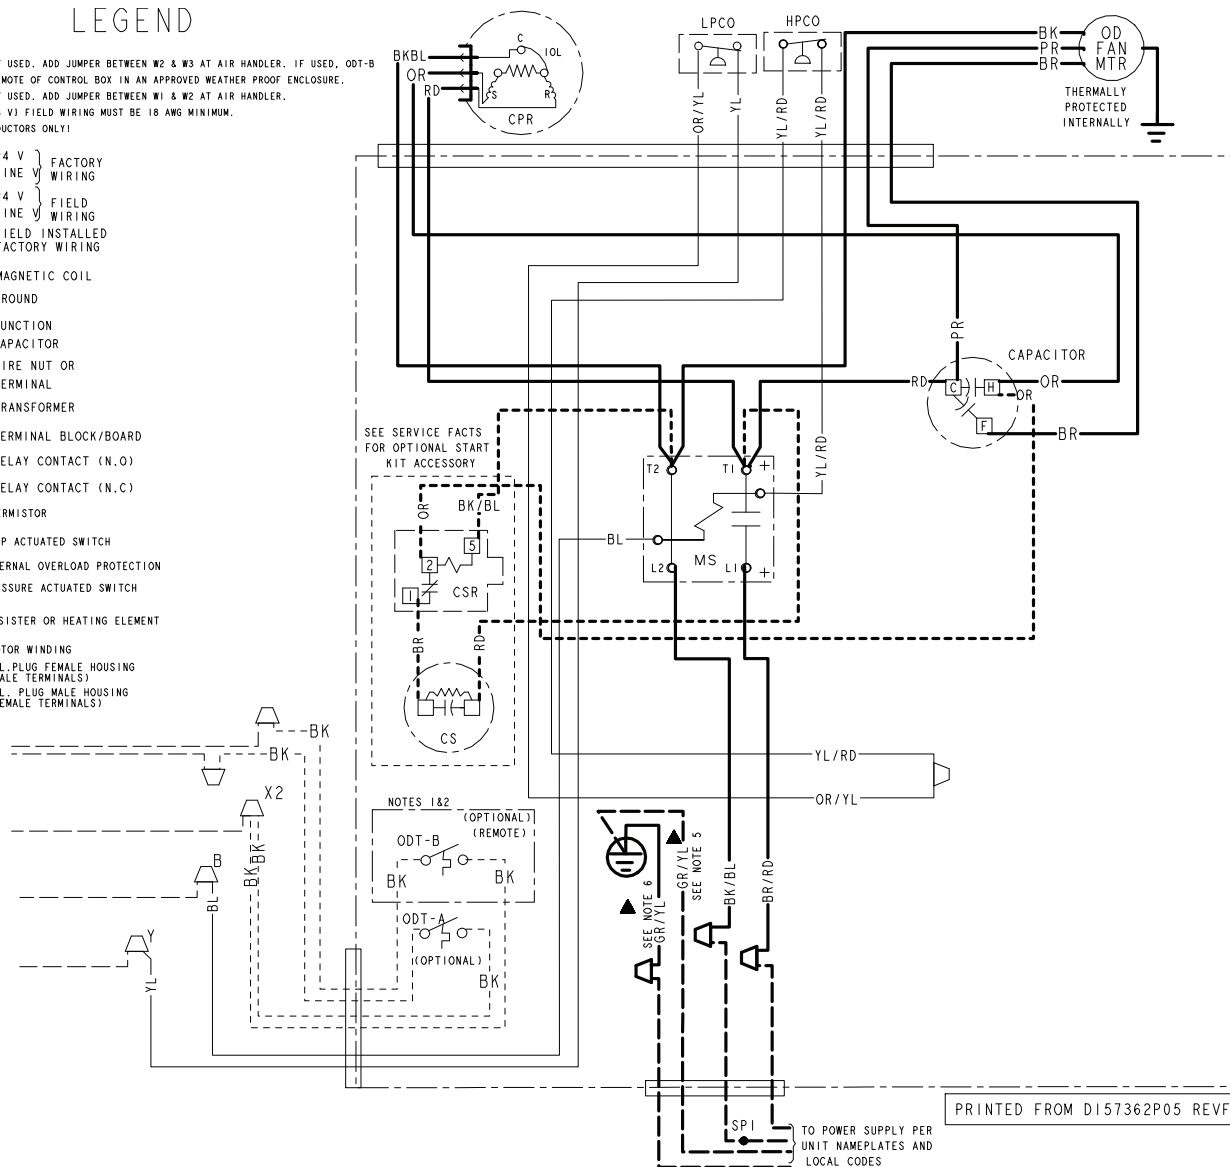 LEGEND
USED. ADD JUMPER BETWEEN W2 & W3 AT AIR HANDLER. IF USED, ODT-B
MOTE OF CONTROL BOX IN AN APPROVED WEATHER PROOF ENCLOSURE.
USED. ADD JUMPER BETWEEN W1 & W2 AT AIR HANDLER.
V) FIELD WIRING MUST BE 18 AWG MINIMUM.
DUCTORS ONLY!
4 V
INE V
FACTORY
WIRING
4 V
INE V
FIELD
WIRING
IELD INSTALLED
FACTORY WIRING
MAGNETIC COIL
ROUND
UNCTION
APACITOR
IRE NUT OR
ERMINAL
RANSFORMER
ERMINAL BLOCK/BOARD
ELAY CONTACT (N.O)
ELAY CONTACT (N.C)
ERMISTOR
P ACTUATED SWITCH
ERNAL OVERLOAD PROTECTION
SSURE ACTUATED SWITCH
SISTER OR HEATING ELEMENT
TOR WINDING
L.PLUG FEMALE HOUSING
ALE TERMINALS)
L. PLUG MALE HOUSING
EMALE TERMINALS)
BKBL
OR
RD
C
IOL
S
R
CPR
LPCO
HPCO
OR/YL
YL
YL/RD
YL/RD
BK
PR
BR
OD
FAN
MTR
THERMALLY
PROTECTED
INTERNALLY
PR
CAPACITOR
RD
C
H
OR
OR
F
BR
SEE SERVICE FACTS
FOR OPTIONAL START
KIT ACCESSORY
OR
BK/BL
5
2
1
CSR
BR
RD
CS
T2
T1
+
YL/RD
BL
MS
L2
L1
+
YL/RD
OR/YL
BK
BK
X2
BK
BK
B
BL
Y
YL
NOTES 1&2
(OPTIONAL)
(REMOTE)
ODT-B
BK
BK
ODT-A
(OPTIONAL)
BK
SEE NOTE 6
GR/YL
GR/YL
SEE NOTE 5
BK/BL
BR/RD
SP1
TO POWER SUPPLY PER
UNIT NAMEPLATES AND
LOCAL CODES
PRINTED FROM D157362P05 REVF